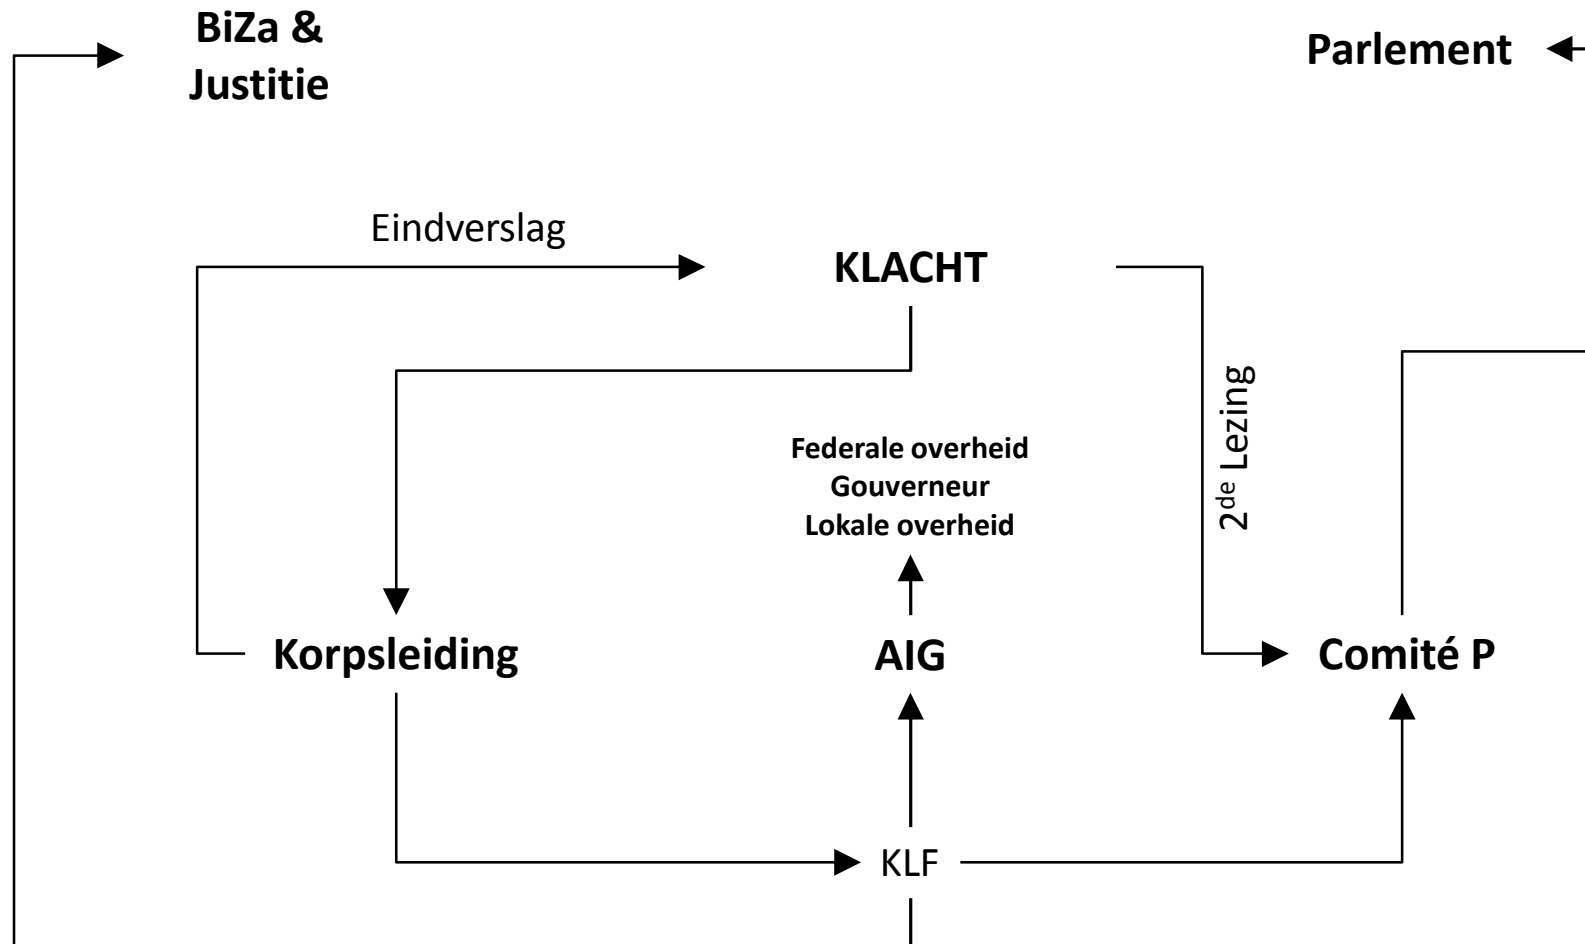 BiZa &
Justitie
Parlement
Eindverslag
KLACHT
2de Lezing
Federale overheid
Gouverneur
Lokale overheid
Korpsleiding
AIG
Comité P
KLF